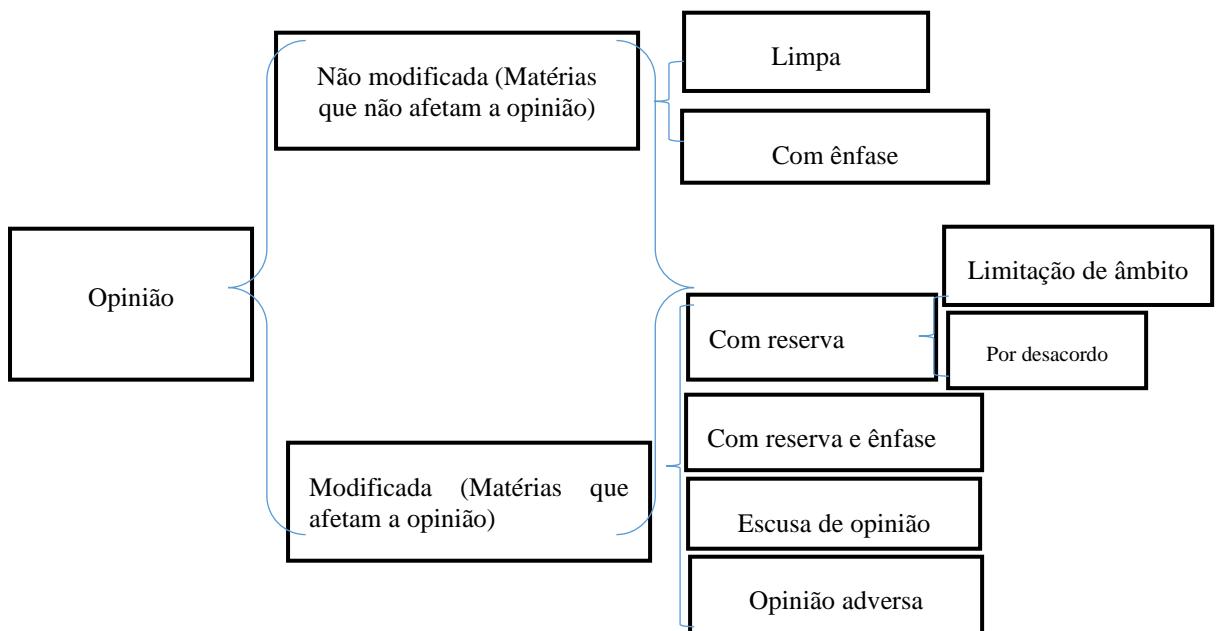 Opinião
Não modificada (Matérias
que não afetam a opinião)
Limpa
Com ênfase
Modificada (Matérias que
afetam a opinião)
Com reserva
Limitação de âmbito
Por desacordo
Com reserva e ênfase
Escusa de opinião
Opinião adversa